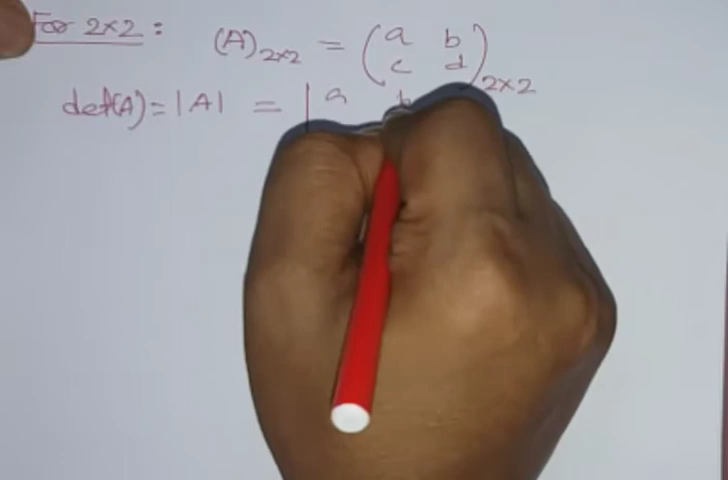 For 2×2 : (A)2×2 = (a b
c d)2×2
det(A) = |A| = | a b